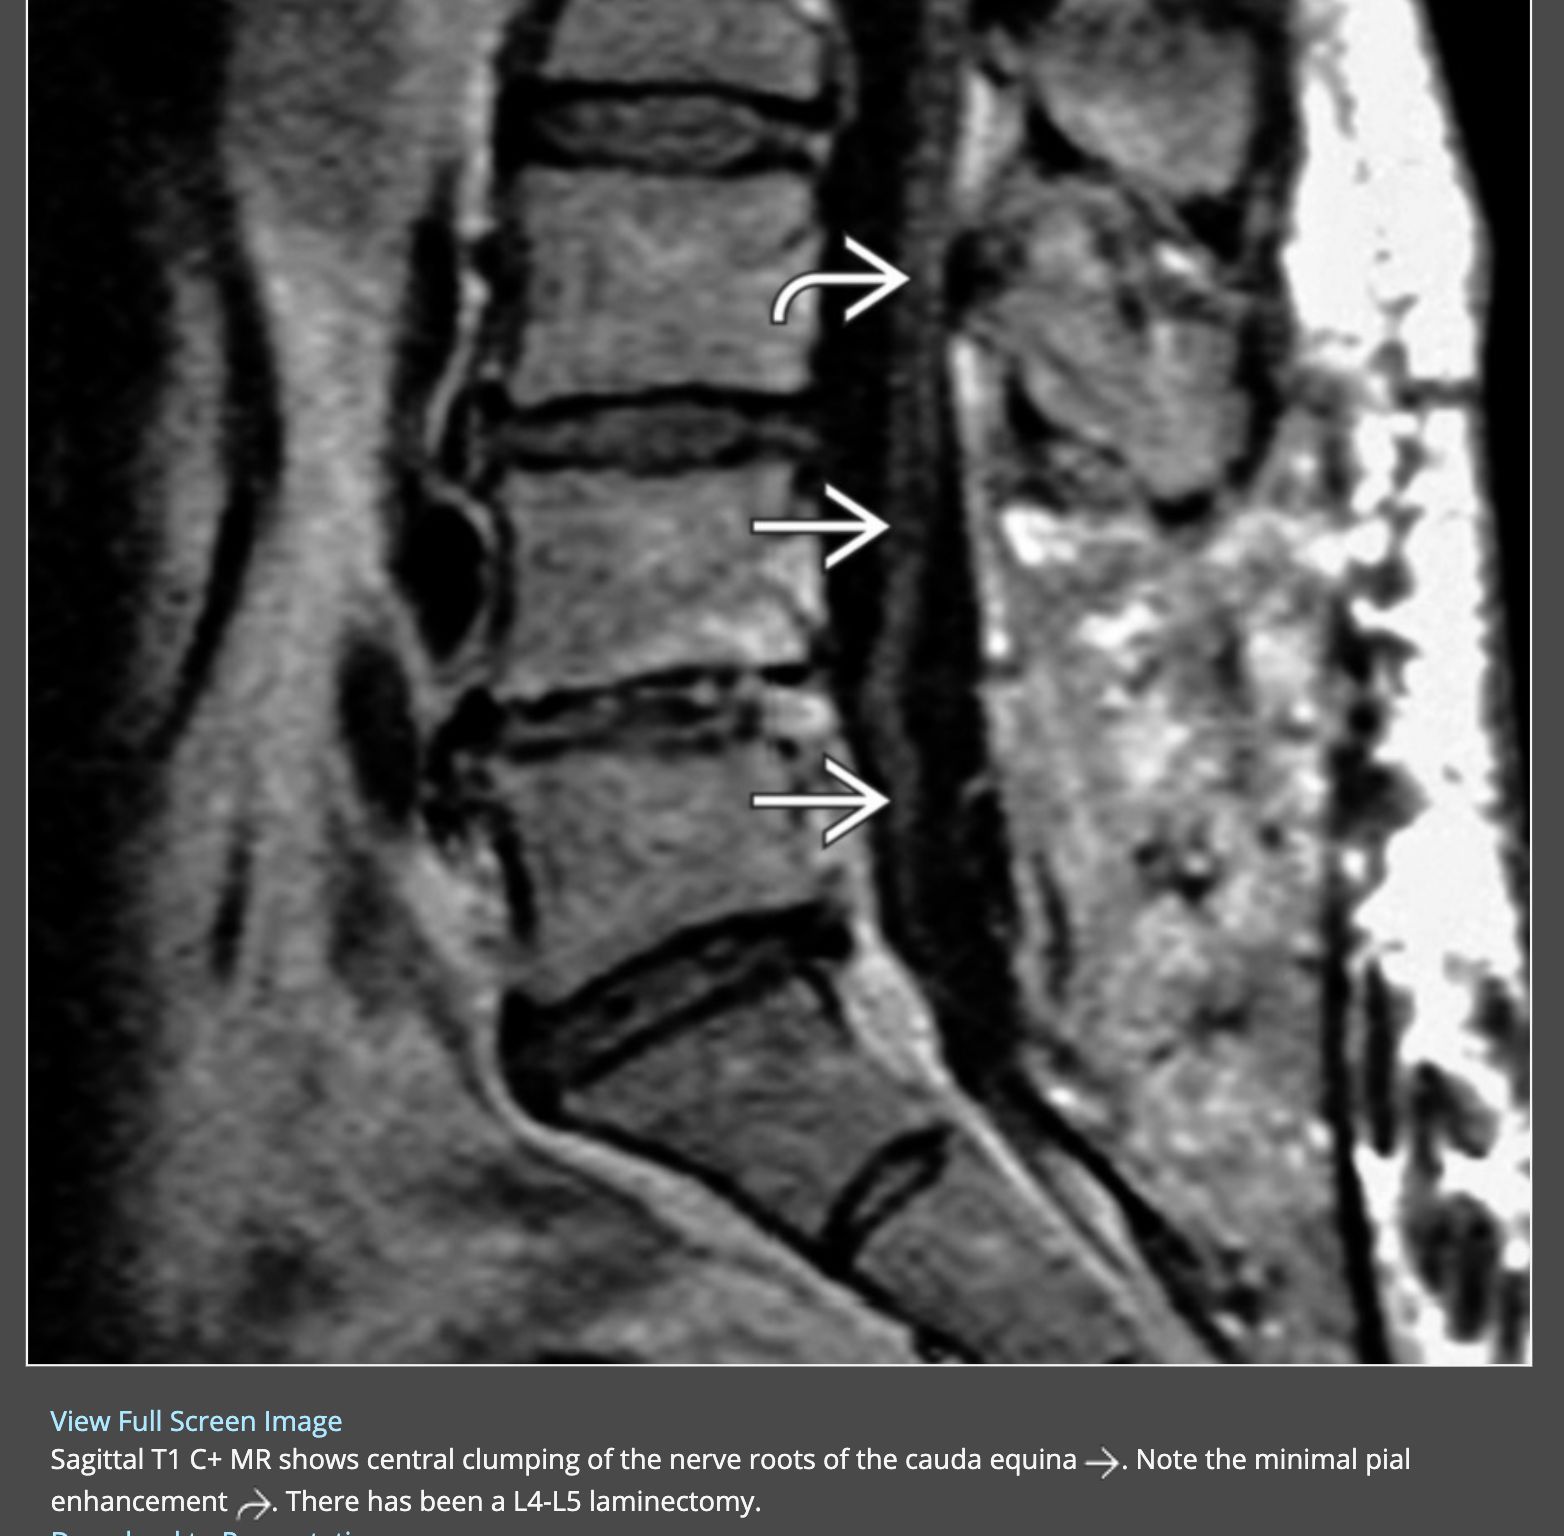 View Full Screen Image
Sagittal T1 C+ MR shows central clumping of the nerve roots of the cauda equina →. Note the minimal pial
enhancement ↷. There has been a L4-L5 laminectomy.